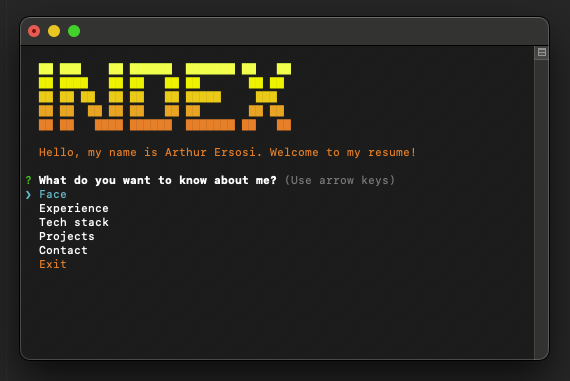 INDEX
Hello, my name is Arthur Ersosi. Welcome to my resume!
? What do you want to know about me? (Use arrow keys)
❯ Face
Experience
Tech stack
Projects
Contact
Exit